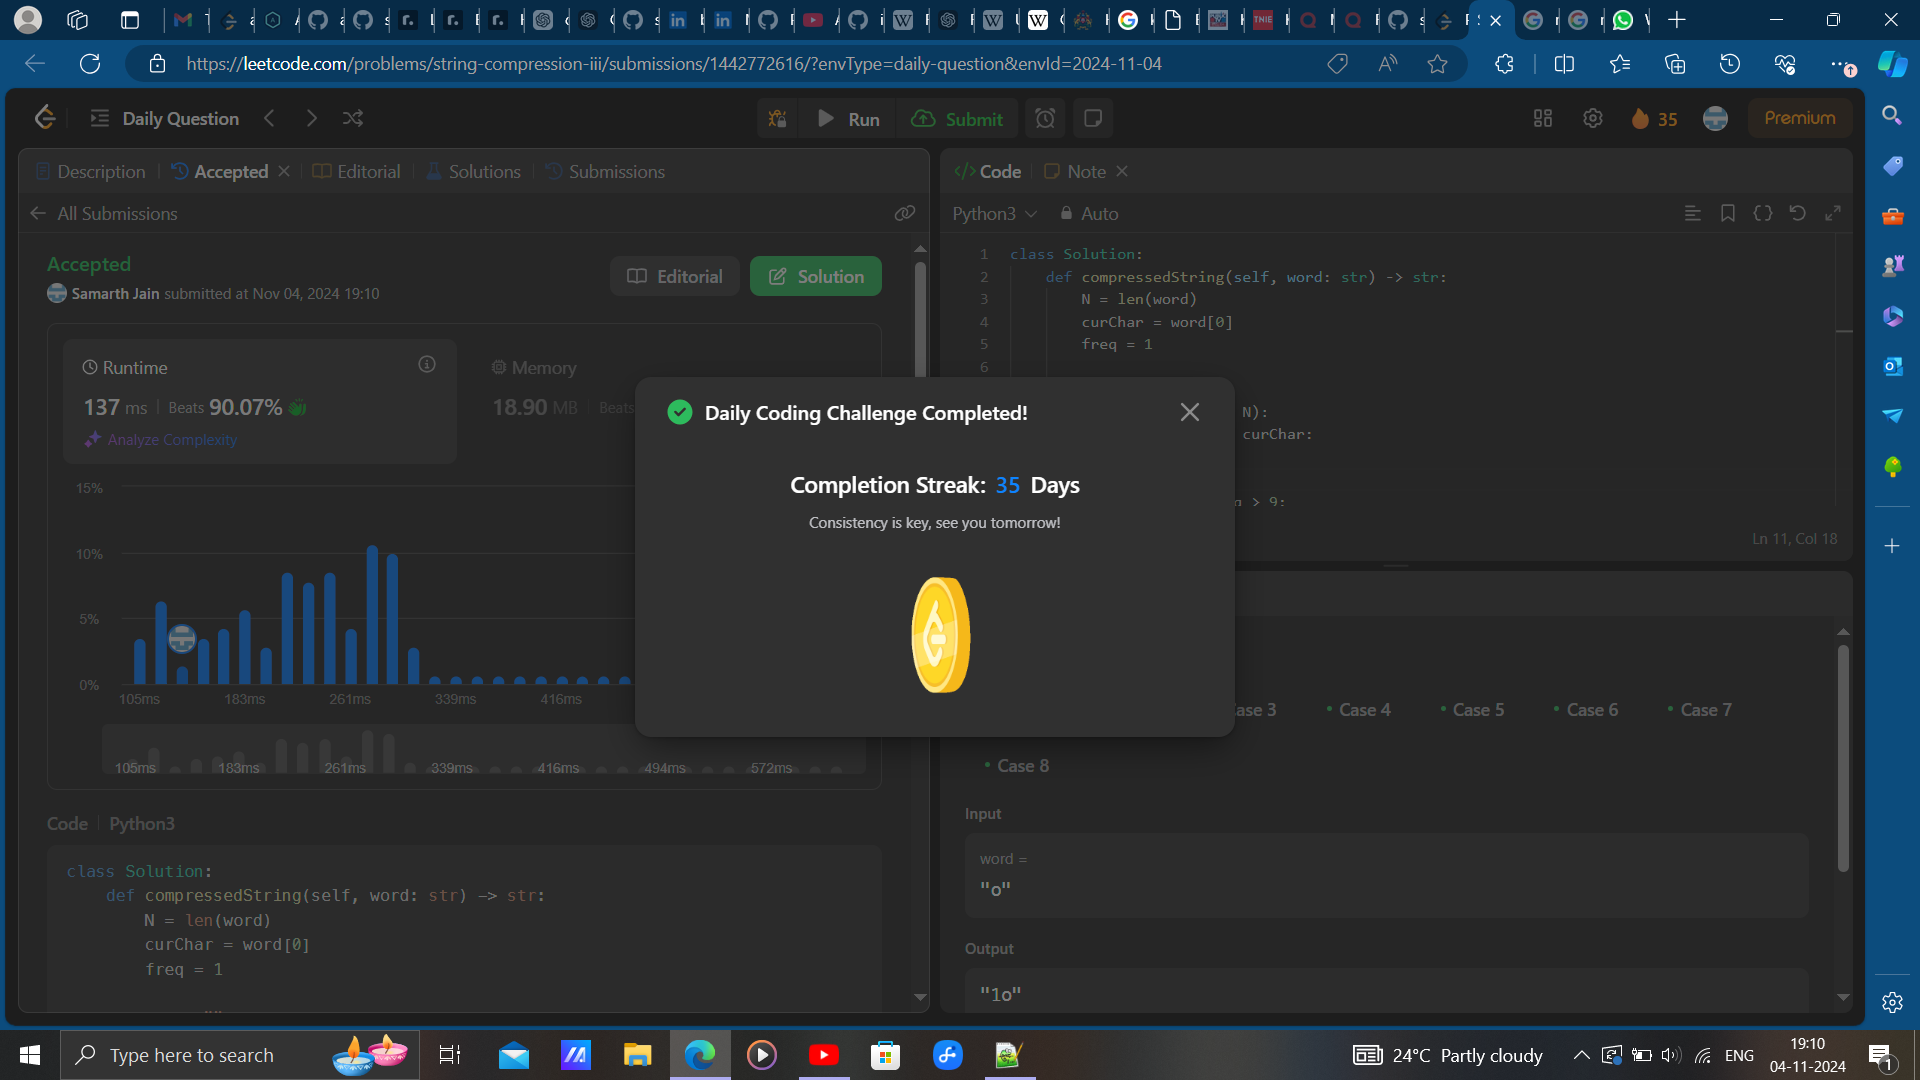 https://leetcode.com/problems/string-compression-iii/submissions/1442772616/?envType=daily-question&envId=2024-11-04
Daily Question
Run
Submit
35
Premium
Description
Accepted
Editorial
Solutions
Submissions
All Submissions
Accepted
Samarth Jain submitted at Nov 04, 2024 19:10
Editorial
Solution
Runtime
137 ms
Beats 90.07%
Analyze Complexity
Memory
18.90 MB
Beats
15%
10%
5%
0%
105ms
183ms
261ms
339ms
416ms
105ms
183ms
261ms
339ms
416ms
494ms
572ms
Code
Python3
class Solution:
def compressedString(self, word: str) -> str:
N = len(word)
curChar = word[0]
freq = 1
Code
Note
Python3
Auto
1 class Solution:
2 def compressedString(self, word: str) -> str:
3 N = len(word)
4 curChar = word[0]
5 freq = 1
6
N):
curChar:
> 9:
Ln 11, Col 18
Daily Coding Challenge Completed!
Completion Streak: 35 Days
Consistency is key, see you tomorrow!
Case 3
Case 4
Case 5
Case 6
Case 7
Case 8
Input
word =
"o"
Output
"1o"
Type here to search
24°C Partly cloudy
ENG
19:10
04-11-2024
1